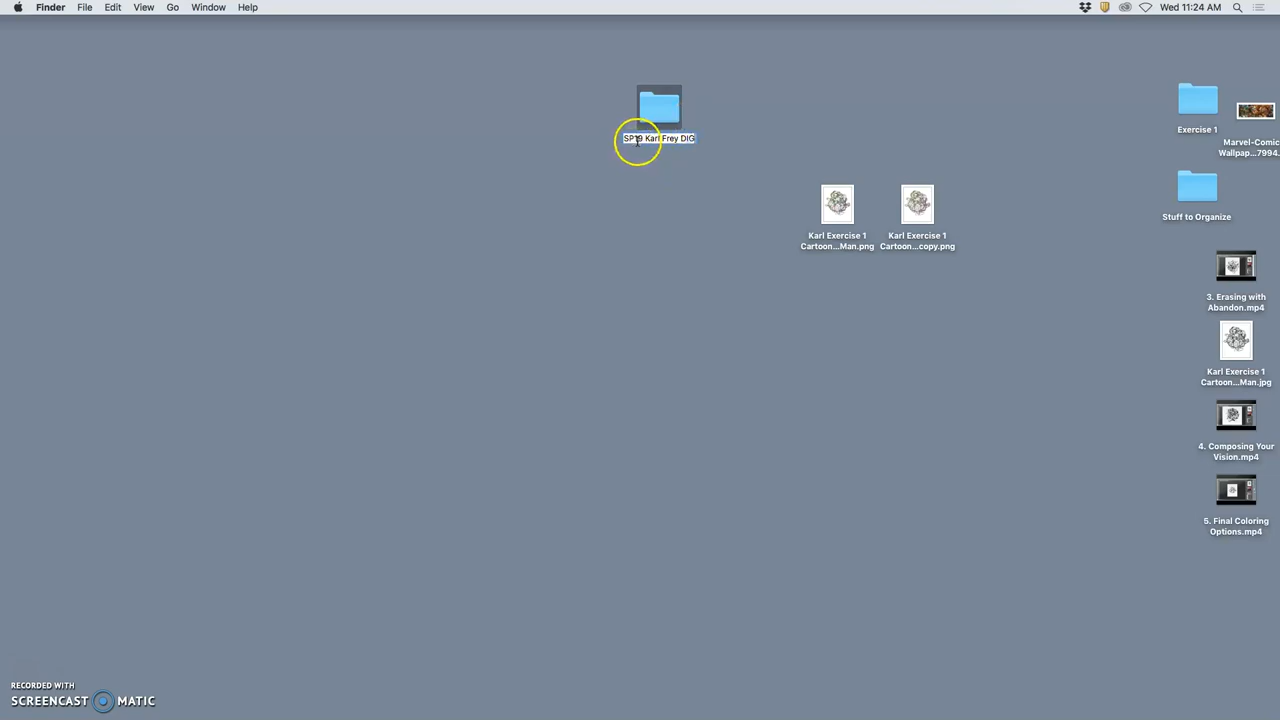 Finder File Edit View Go Window Help
Wed 11:24 AM
SP19 Karl Frey DIG
Exercise 1
Marvel-Comic
Wallpap...7994.
Stuff to Organize
Karl Exercise 1
Cartoon...Man.png
Karl Exercise 1
Cartoon...copy.png
3. Erasing with
Abandon.mp4
Karl Exercise 1
Cartoon...Man.jpg
4. Composing Your
Vision.mp4
5. Final Coloring
Options.mp4
RECORDED WITH
SCREENCAST MATIC